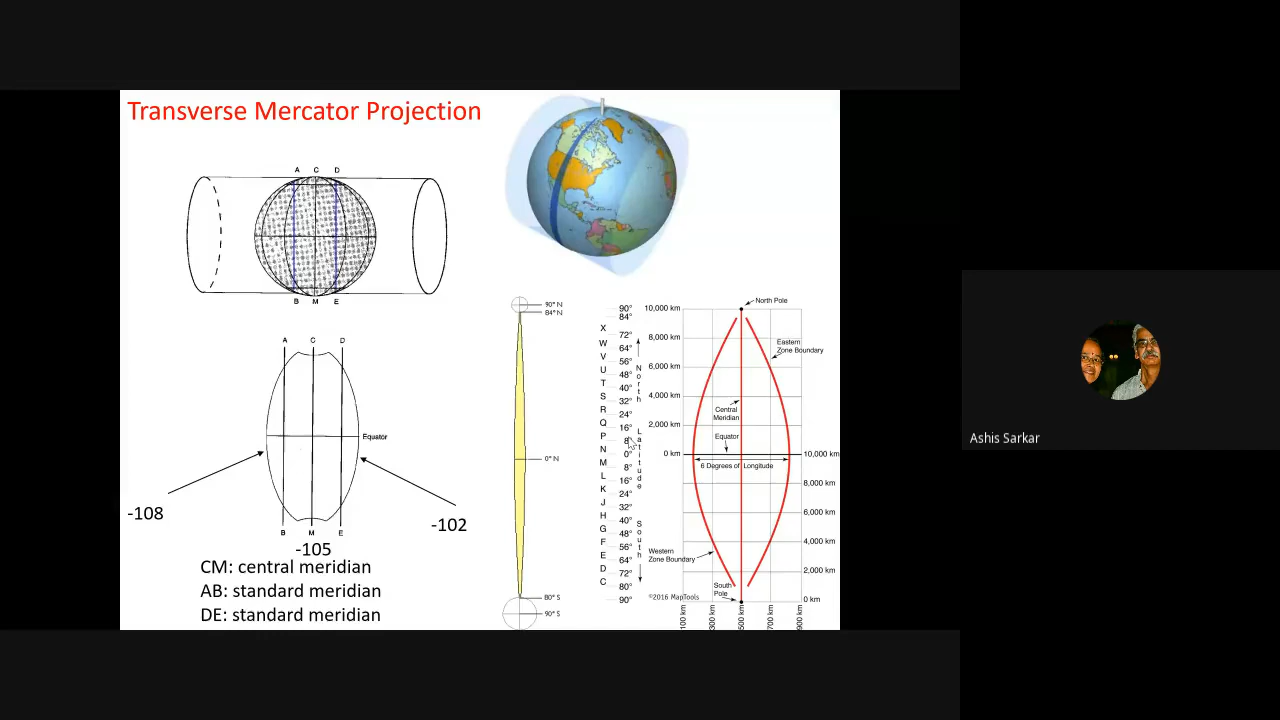 Transverse Mercator Projection
A C D
B M E
A C D
Equator
B M E
-108
-102
-105
CM: central meridian
AB: standard meridian
DE: standard meridian
90° N
84° N
0° N
80° S
90° S
90°
84°
X
72°
W
64°
V
56°
U
48°
T
40°
S
32°
R
24°
Q
16°
P
8°
N
0°
M
8°
L
16°
K
24°
J
32°
H
40°
G
48°
F
56°
E
64°
D
72°
C
80°
90°
North
Latitude
South
10,000 km
8,000 km
6,000 km
4,000 km
2,000 km
0 km
North Pole
Eastern
Zone Boundary
Central
Meridian
Equator
6 Degrees of Longitude
Western
Zone Boundary
South
Pole
10,000 km
8,000 km
6,000 km
4,000 km
2,000 km
0 km
©2016 MapTools
100 km
300 km
500 km
700 km
900 km
Ashis Sarkar